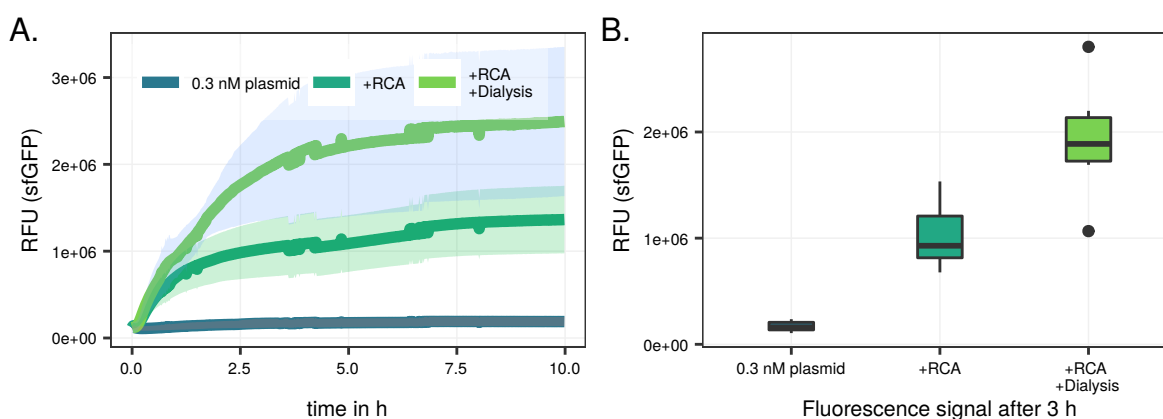 A.
RFU (sfGFP)
3e+06
2e+06
1e+06
0e+00
0.3 nM plasmid
+RCA
+RCA
+Dialysis
0.0
2.5
5.0
7.5
10.0
time in h
B.
RFU (sfGFP)
2e+06
1e+06
0e+00
0.3 nM plasmid
+RCA
+RCA
+Dialysis
Fluorescence signal after 3 h